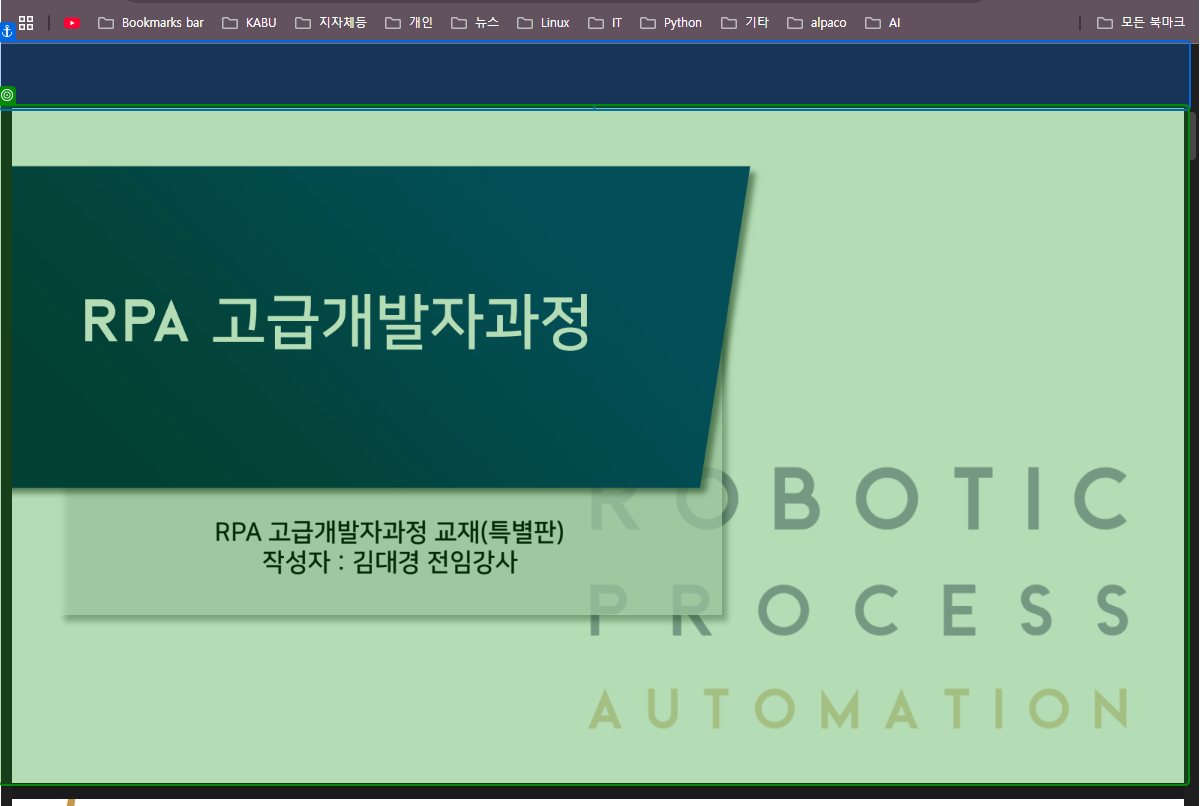 Bookmarks bar KABU 지자체등 개인 뉴스 Linux IT Python 기타 alpaco AI 모든 북마크
RPA 고급개발자과정
RPA 고급개발자과정 교재(특별판)
작성자 : 김대경 전임강사
ROBOTIC
PROCESS
AUTOMATION